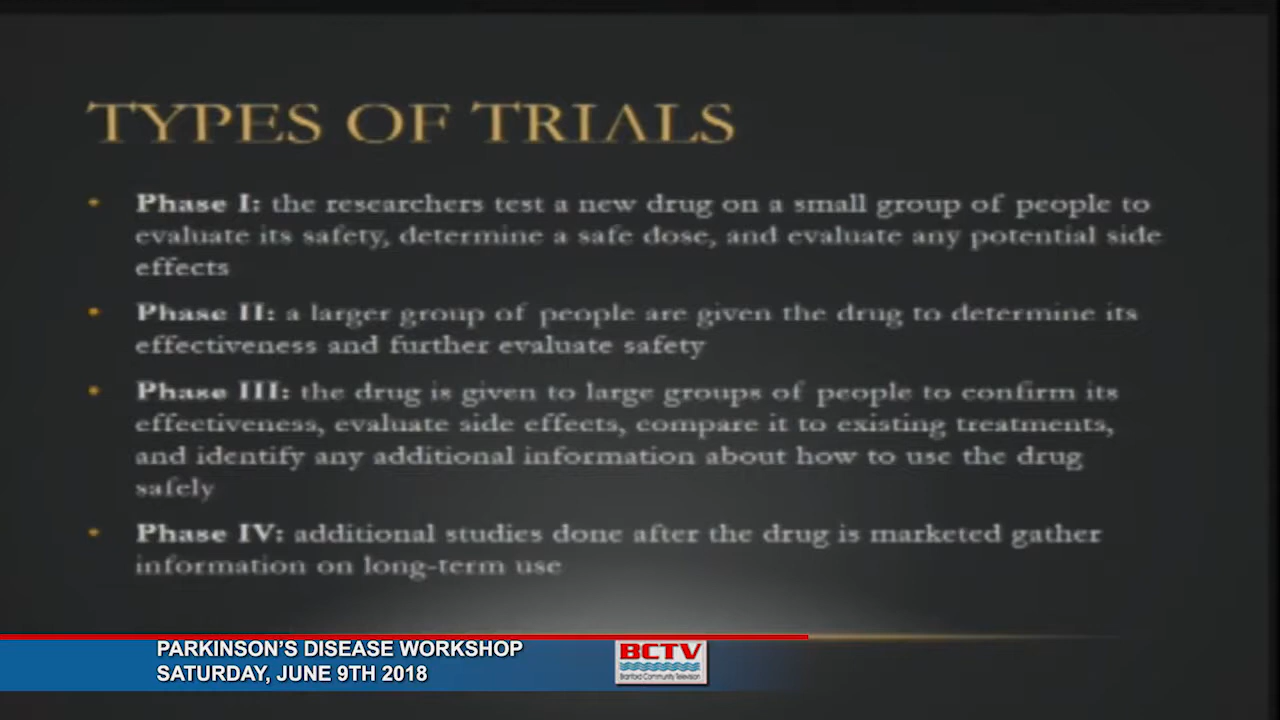 TYPES OF TRIALS
• Phase I: the researchers test a new drug on a small group of people to
evaluate its safety, determine a safe dose, and evaluate any potential side
effects
• Phase II: a larger group of people are given the drug to determine its
effectiveness and further evaluate safety
• Phase III: the drug is given to large groups of people to confirm its
effectiveness, evaluate side effects, compare it to existing treatments,
and identify any additional information about how to use the drug
safely
• Phase IV: additional studies done after the drug is marketed gather
information on long-term use
PARKINSON'S DISEASE WORKSHOP
SATURDAY, JUNE 9TH 2018
BCTV
Branford Community Television